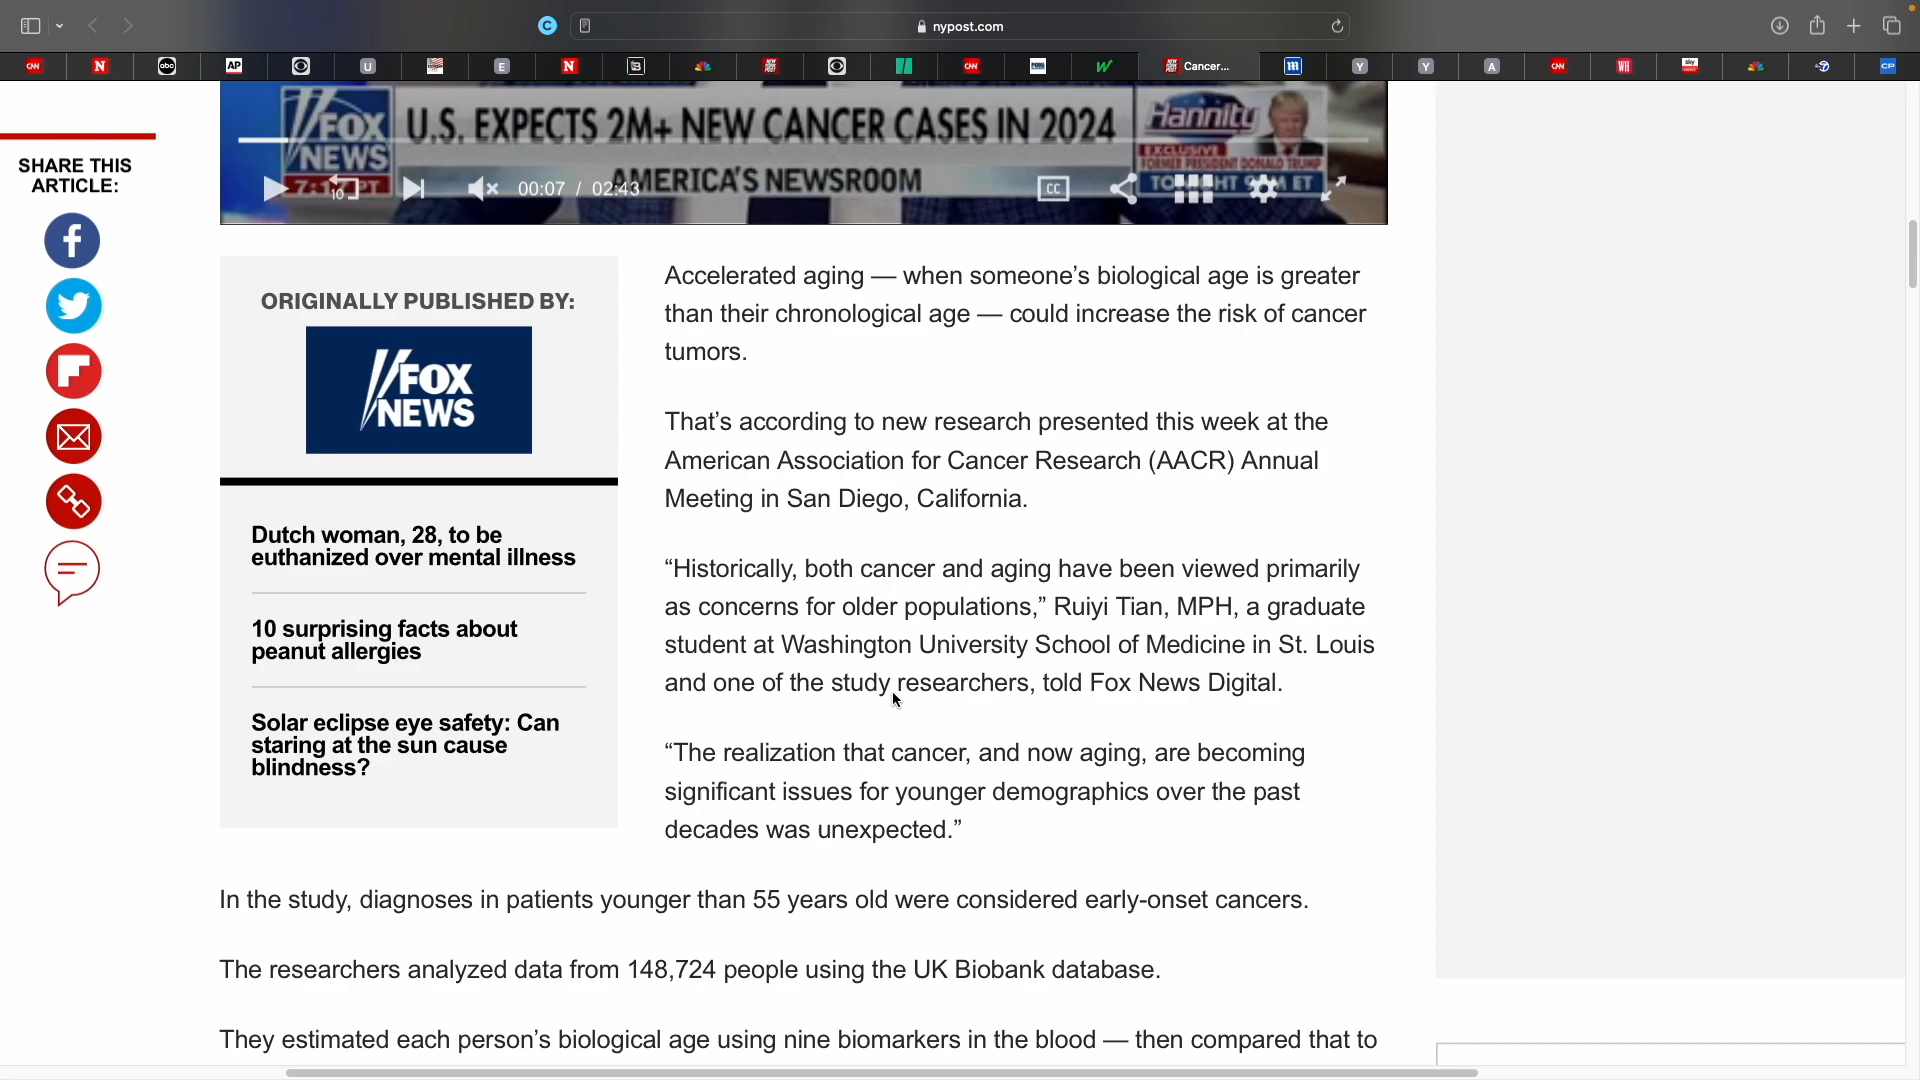 nypost.com
CNN
N
abc
AP
U
E
N
CNN
W
Cancer...
m
Y
Y
A
CNN
WH
sky
CP
SHARE THIS
ARTICLE:
FOX
NEWS
U.S. EXPECTS 2M+ NEW CANCER CASES IN 2024
AMERICA'S NEWSROOM
Hannity
EXCLUSIVE
FORMER PRESIDENT DONALD TRUMP
10
00:07 / 02:43
CC
ORIGINALLY PUBLISHED BY:
FOX
NEWS
Dutch woman, 28, to be
euthanized over mental illness
10 surprising facts about
peanut allergies
Solar eclipse eye safety: Can
staring at the sun cause
blindness?
Accelerated aging — when someone’s biological age is greater
than their chronological age — could increase the risk of cancer
tumors.
That’s according to new research presented this week at the
American Association for Cancer Research (AACR) Annual
Meeting in San Diego, California.
“Historically, both cancer and aging have been viewed primarily
as concerns for older populations,” Ruiyi Tian, MPH, a graduate
student at Washington University School of Medicine in St. Louis
and one of the study researchers, told Fox News Digital.
“The realization that cancer, and now aging, are becoming
significant issues for younger demographics over the past
decades was unexpected.”
In the study, diagnoses in patients younger than 55 years old were considered early-onset cancers.
The researchers analyzed data from 148,724 people using the UK Biobank database.
They estimated each person’s biological age using nine biomarkers in the blood — then compared that to